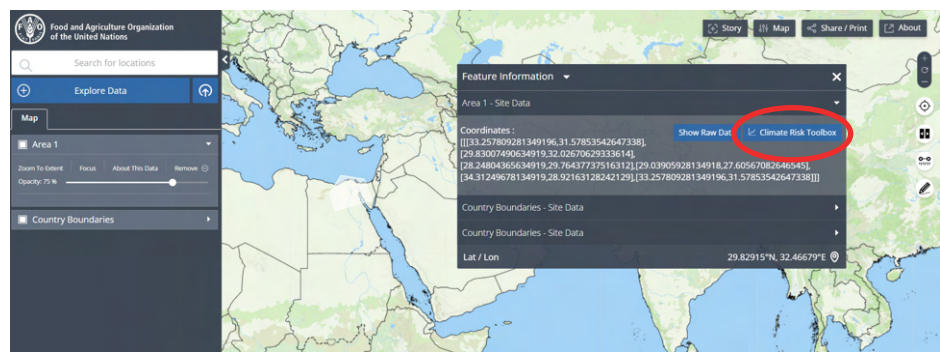 F A O
Food and Agriculture Organization
of the United Nations
Search for locations
Explore Data
Map
Area 1
Zoom To Extent Focus About This Data Remove
Opacity: 75 %
Country Boundaries
Story Map Share / Print About
Feature Information
Area 1 - Site Data
Coordinates :
Show Raw Dat Climate Risk Toolbox
[[[33.257809281349196,31.57853542647338],
[29.83007490634919,32.0267062933614],
[28.24804365634919,29.76437737516312],[29.03905928134918,27.60567082646545],
[34.31249678134919,28.92163128242129],[33.257809281349196,31.57853542647338]]]
Country Boundaries - Site Data
Country Boundaries - Site Data
Lat / Lon 29.82915°N, 32.46679°E